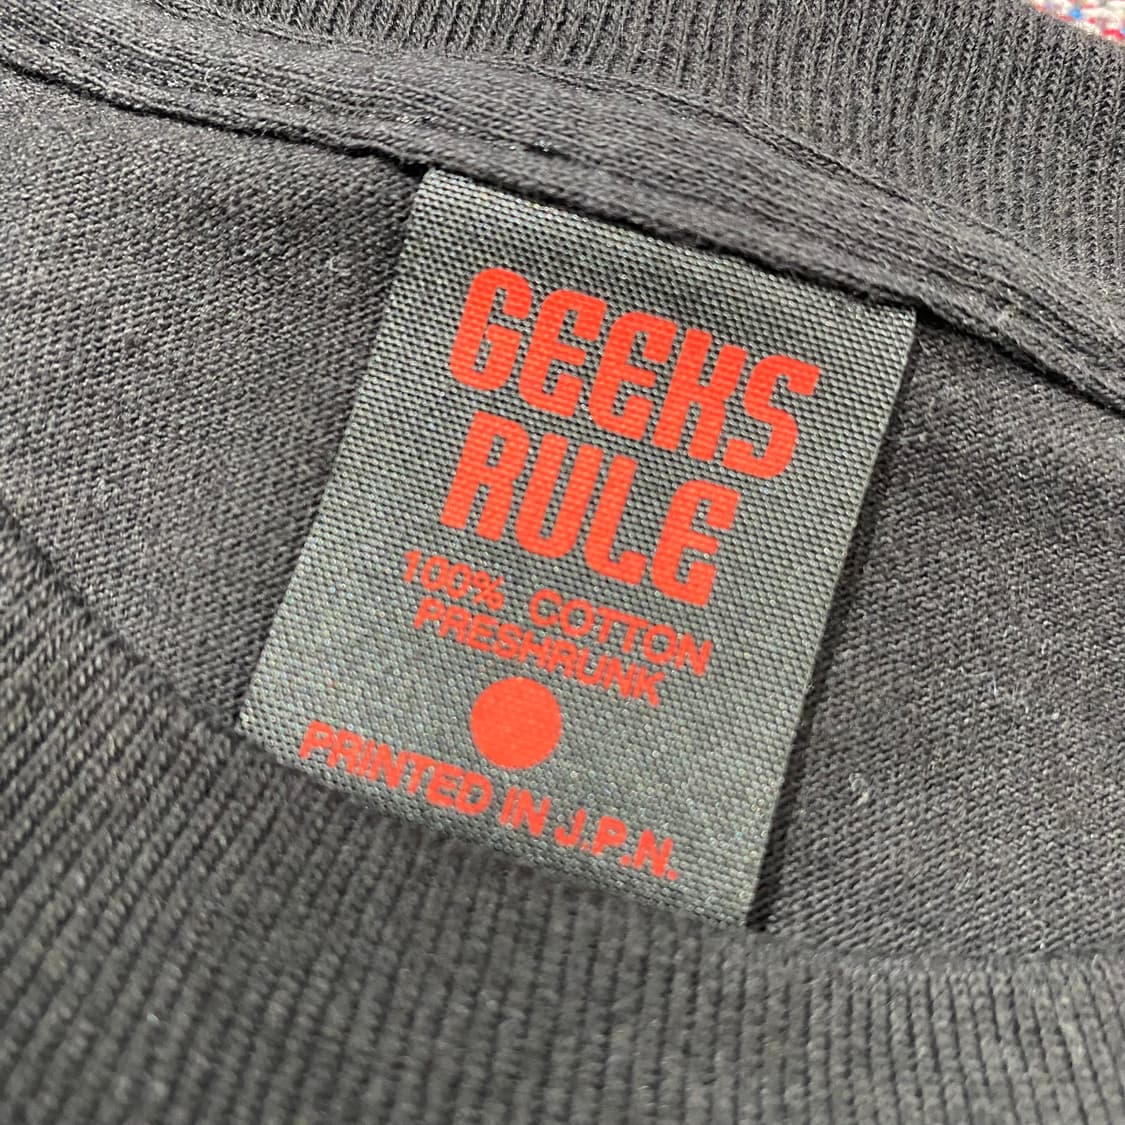 GEEKS
RULE
100% COTTON
PRESHRUNK
PRINTED IN J.P.N.